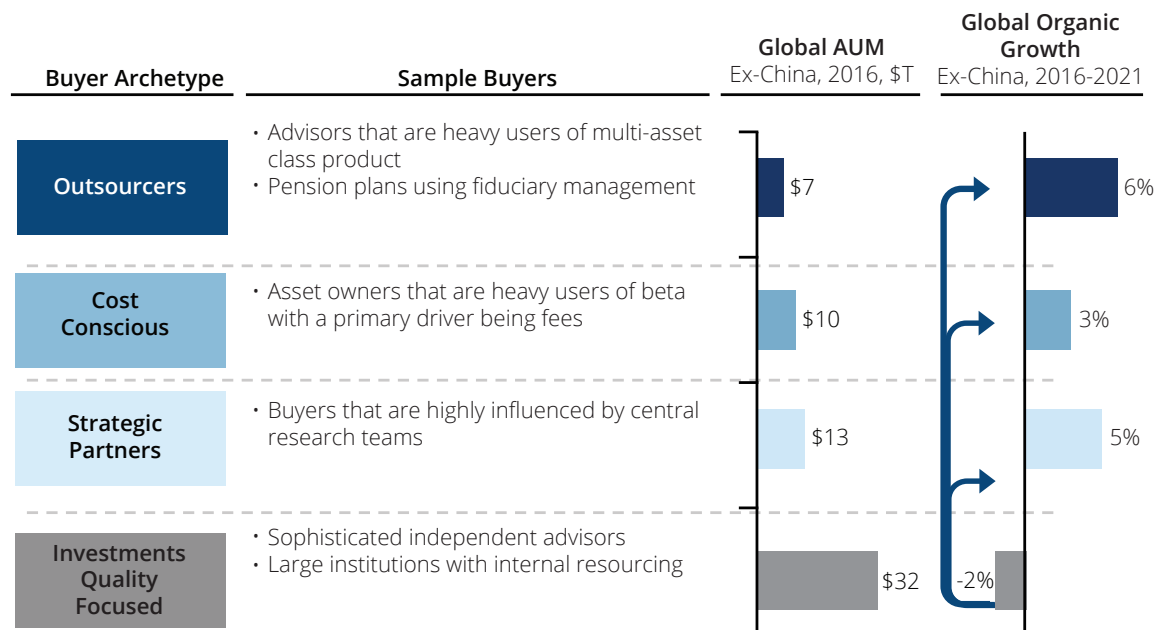 Buyer Archetype
Sample Buyers
Global AUM
Ex-China, 2016, $T
Global Organic
Growth
Ex-China, 2016-2021
Outsourcers
• Advisors that are heavy users of multi-asset
class product
• Pension plans using fiduciary management
$7
6%
Cost
Conscious
• Asset owners that are heavy users of beta
with a primary driver being fees
$10
3%
Strategic
Partners
• Buyers that are highly influenced by central
research teams
$13
5%
Investments
Quality
Focused
• Sophisticated independent advisors
• Large institutions with internal resourcing
$32
-2%